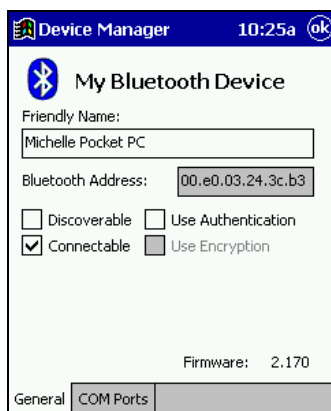 Device Manager 10:25a ok
My Bluetooth Device
Friendly Name:
Michelle Pocket PC
Bluetooth Address: 00.e0.03.24.3c.b3
Discoverable Use Authentication
Connectable Use Encryption
Firmware: 2.170
General COM Ports